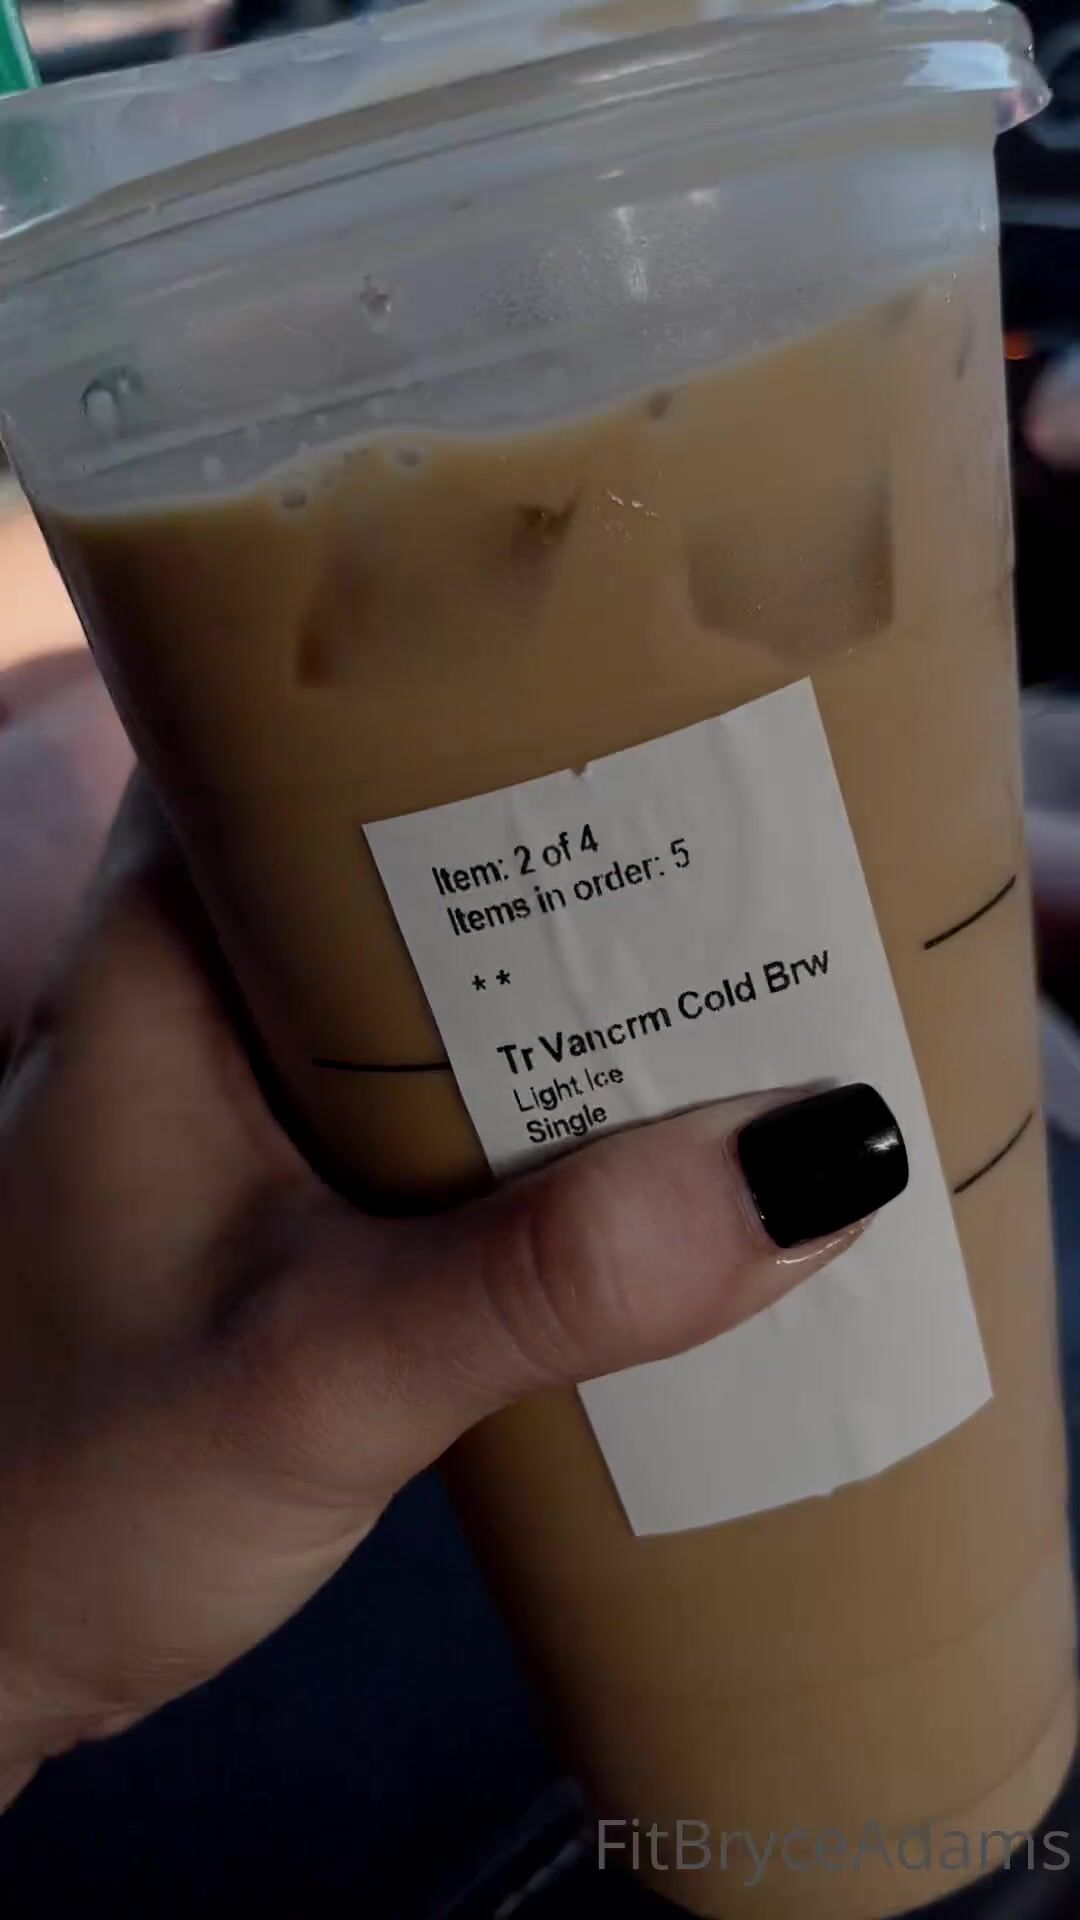 Item: 2 of 4
Items in order: 5
**
Tr Vancrm Cold Brw
Light Ice
Single
FitBryceAdams